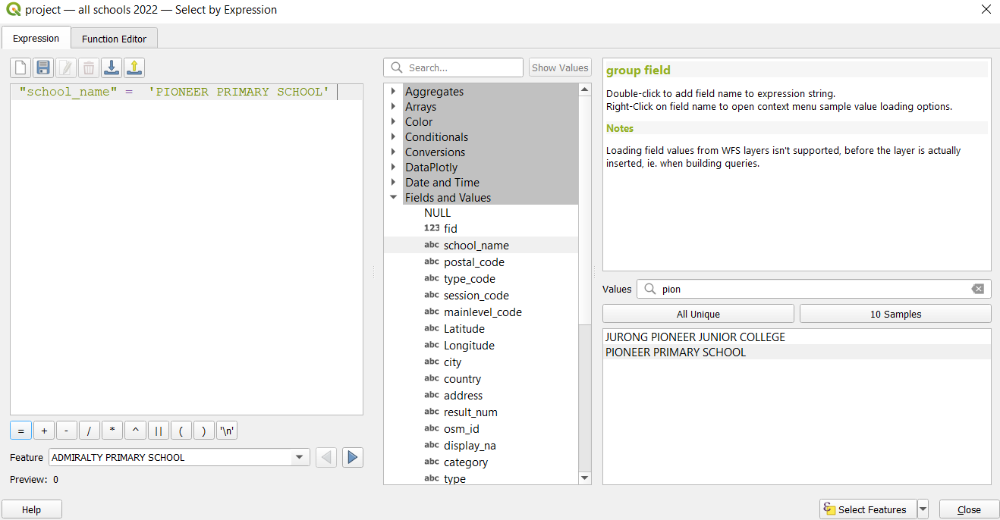 project — all schools 2022 — Select by Expression
Expression
Function Editor
"school_name" = 'PIONEER PRIMARY SCHOOL'
= + - / * ^ || ( ) '\n'
Feature ADMIRALTY PRIMARY SCHOOL
Preview: 0
Help
Search...
Show Values
Aggregates
Arrays
Color
Conditionals
Conversions
DataPlotly
Date and Time
Fields and Values
NULL
123 fid
abc school_name
abc postal_code
abc type_code
abc session_code
abc mainlevel_code
abc Latitude
abc Longitude
abc city
abc country
abc address
abc result_num
abc osm_id
abc display_na
abc category
abc type
group field
Double-click to add field name to expression string.
Right-Click on field name to open context menu sample value loading options.
Notes
Loading field values from WFS layers isn't supported, before the layer is actually
inserted, ie. when building queries.
Values pion
All Unique
10 Samples
JURONG PIONEER JUNIOR COLLEGE
PIONEER PRIMARY SCHOOL
Select Features
Close